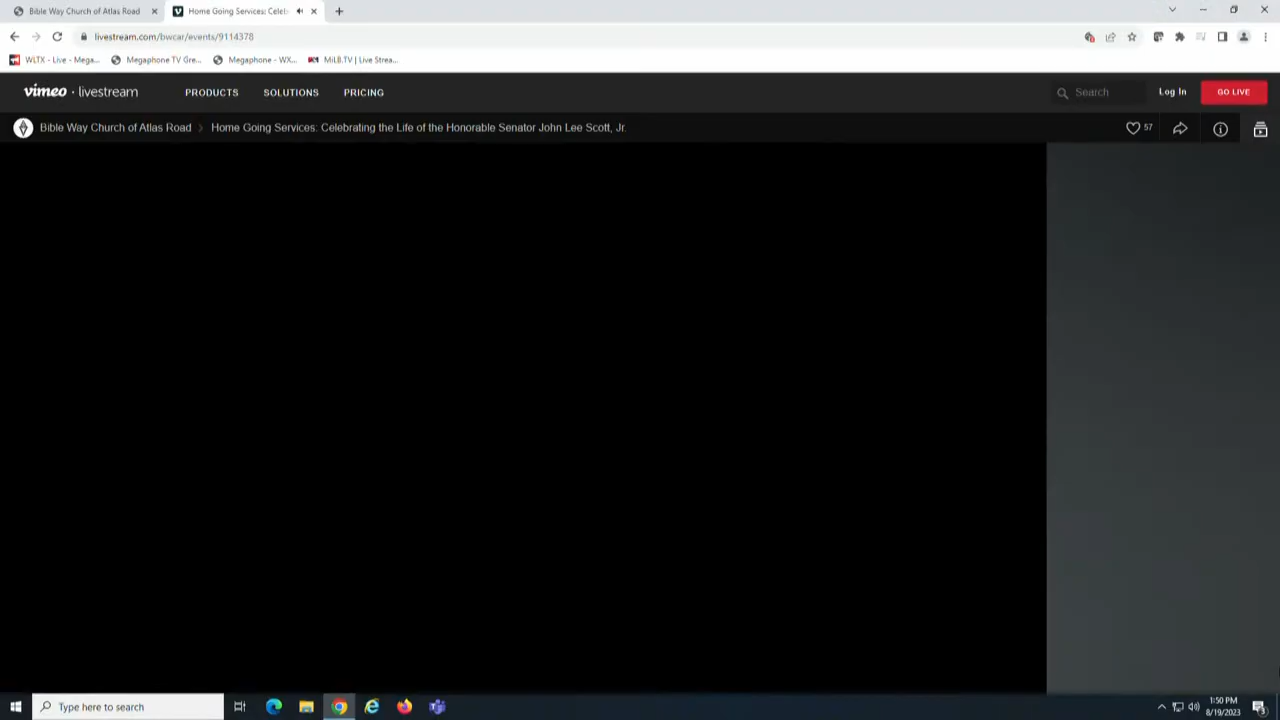 Bible Way Church of Atlas Road
Home Going Services: Celeb
livestream.com/bwcar/events/9114378
WLTX - Live - Mega...
Megaphone TV Gre...
Megaphone - WX...
MiLB.TV | Live Strea...
vimeo · livestream
PRODUCTS
SOLUTIONS
PRICING
Search
Log In
GO LIVE
Bible Way Church of Atlas Road
Home Going Services: Celebrating the Life of the Honorable Senator John Lee Scott, Jr.
57
Type here to search
1:50 PM
8/19/2023